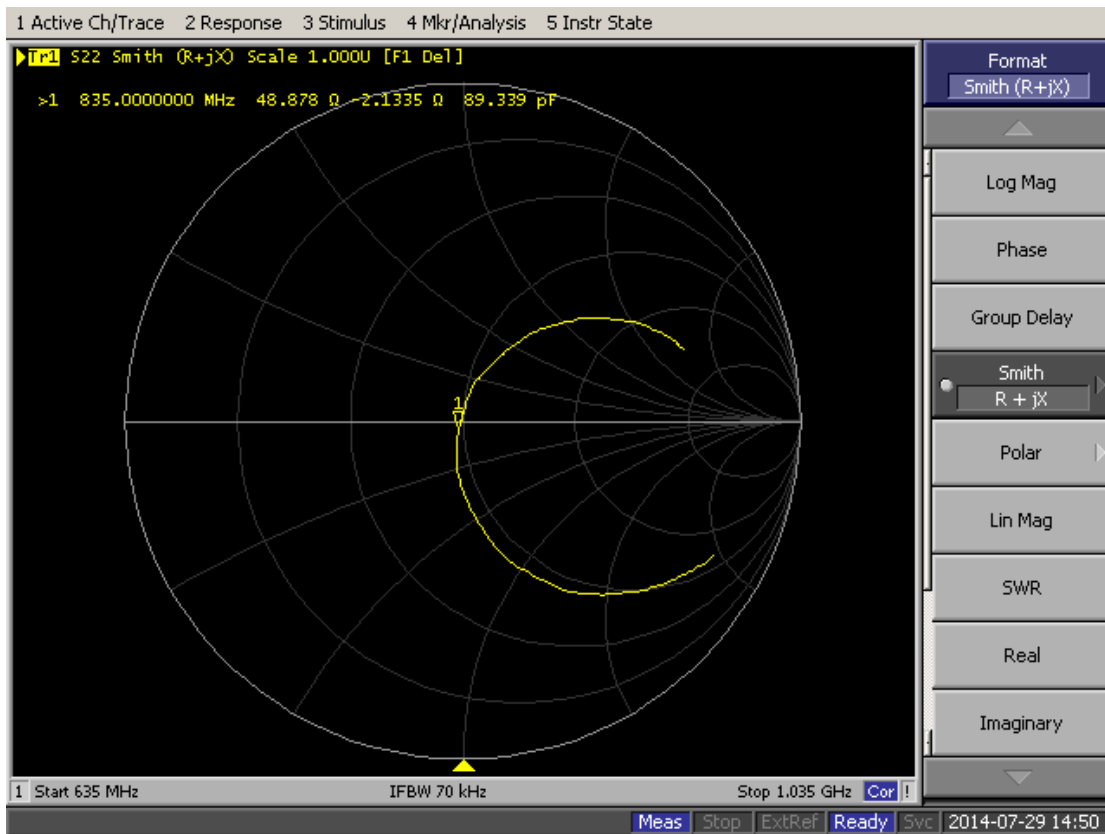 1 Active Ch/Trace 2 Response 3 Stimulus 4 Mkr/Analysis 5 Instr State
Tr1 S22 Smith (R+jX) Scale 1.000U [F1 Del]
>1 835.0000000 MHz 48.878 Ω -2.1335 Ω 89.339 pF
1
Format
Smith (R+jX)
Log Mag
Phase
Group Delay
Smith
R + jX
Polar
Lin Mag
SWR
Real
Imaginary
1 Start 635 MHz IFBW 70 kHz Stop 1.035 GHz Cor !
Meas Stop ExtRef Ready Svc 2014-07-29 14:50